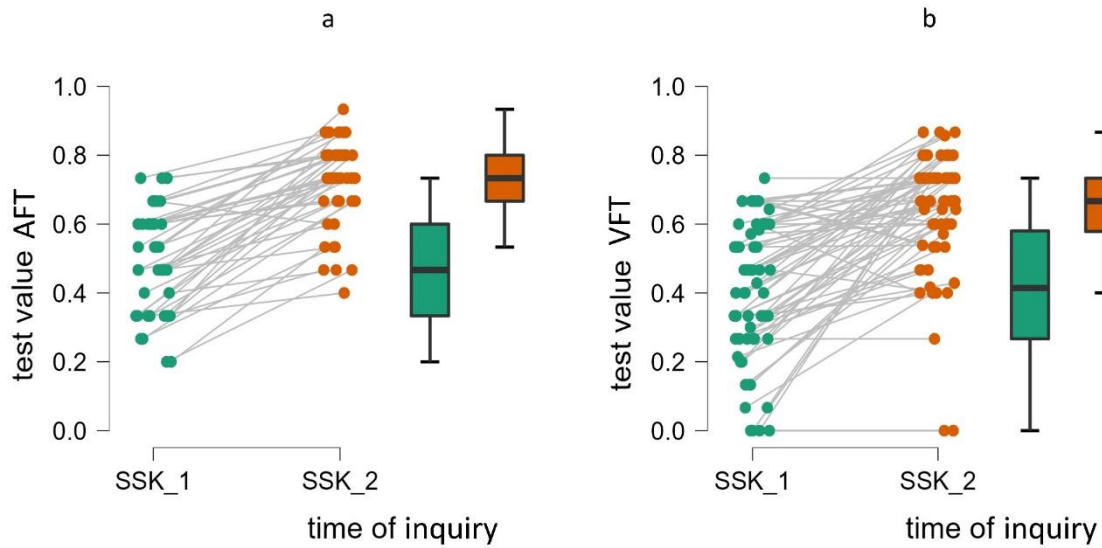 a
1.0
0.8
0.6
0.4
0.2
0.0
test value AFT
SSK_1
SSK_2
time of inquiry
b
1.0
0.8
0.6
0.4
0.2
0.0
test value VFT
SSK_1
SSK_2
time of inquiry